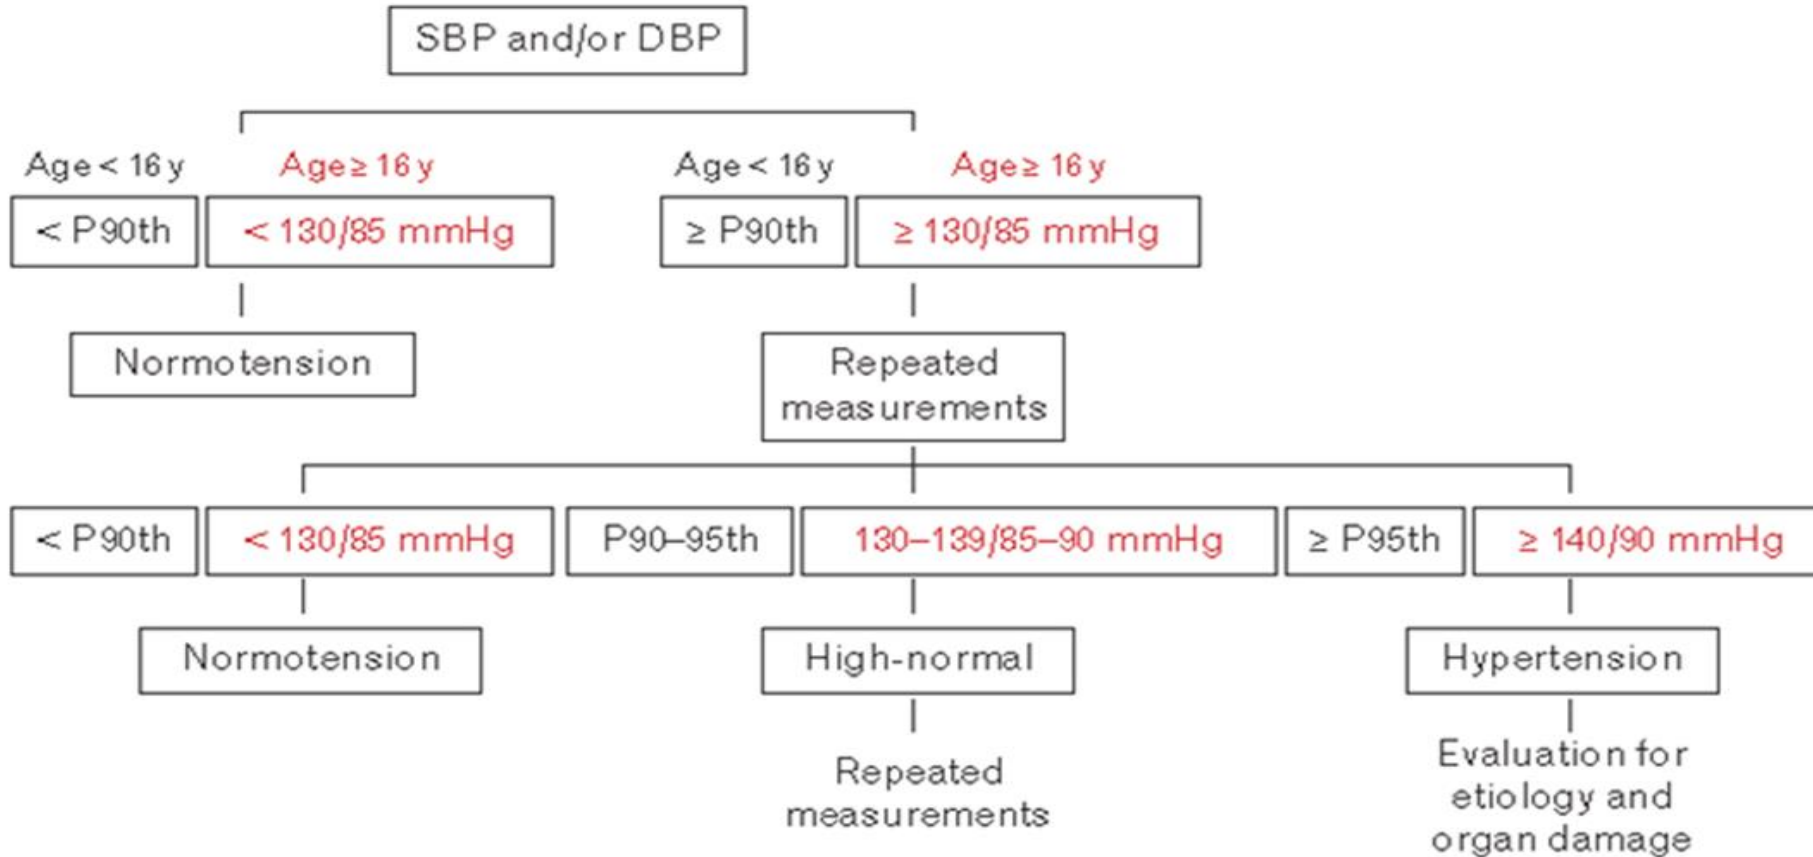 SBP and/or DBP
Age < 16 y
Age ≥ 16 y
Age < 16 y
Age ≥ 16 y
< P90th
< 130/85 mmHg
≥ P90th
≥ 130/85 mmHg
Normotension
Repeated
measurements
< P90th
< 130/85 mmHg
P90–95th
130–139/85–90 mmHg
≥ P95th
≥ 140/90 mmHg
Normotension
High-normal
Hypertension
Repeated
measurements
Evaluation for
etiology and
organ damage